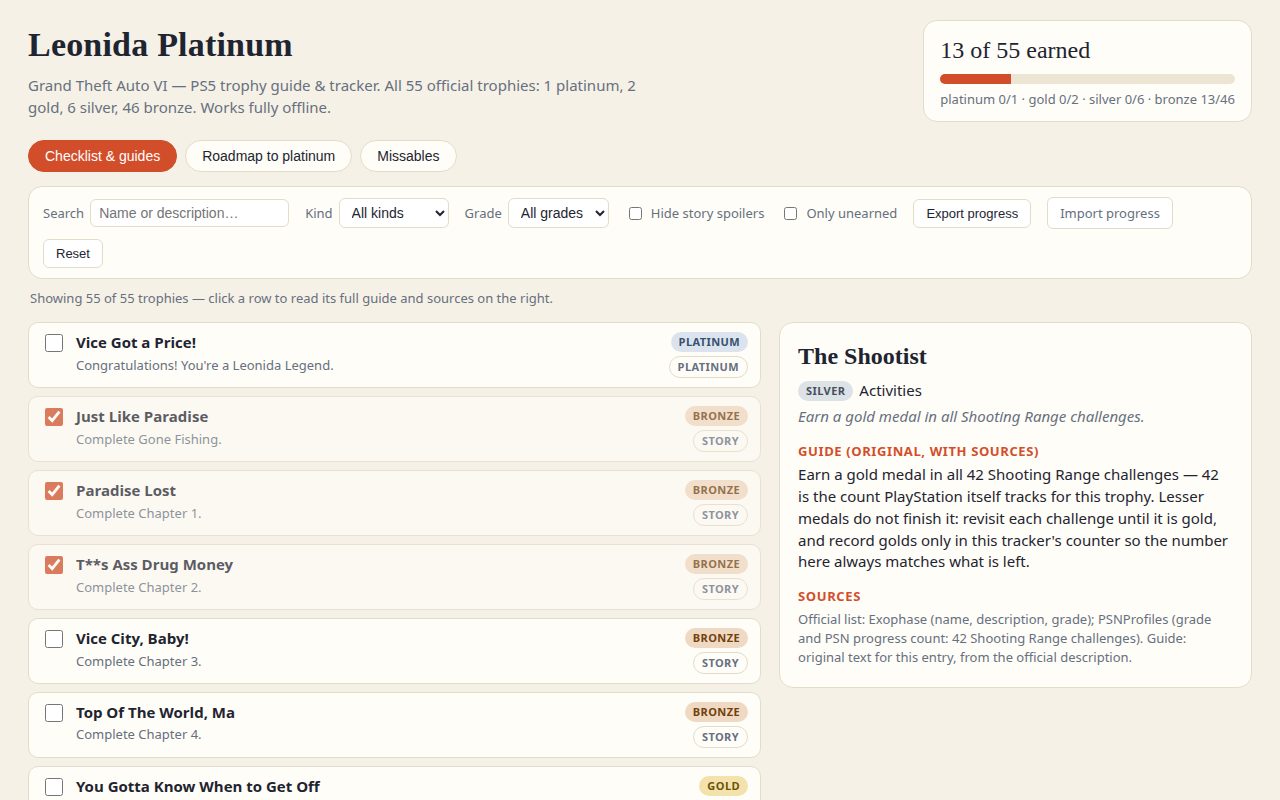 Leonida Platinum
Grand Theft Auto VI — PS5 trophy guide & tracker. All 55 official trophies: 1 platinum, 2
gold, 6 silver, 46 bronze. Works fully offline.
13 of 55 earned
platinum 0/1 · gold 0/2 · silver 0/6 · bronze 13/46
Checklist & guides
Roadmap to platinum
Missables
Search
Name or description…
Kind
All kinds
Grade
All grades
Hide story spoilers
Only unearned
Export progress
Import progress
Reset
Showing 55 of 55 trophies — click a row to read its full guide and sources on the right.
Vice Got a Price!
PLATINUM
Congratulations! You're a Leonida Legend.
PLATINUM
Just Like Paradise
BRONZE
Complete Gone Fishing.
STORY
Paradise Lost
BRONZE
Complete Chapter 1.
STORY
T**s Ass Drug Money
BRONZE
Complete Chapter 2.
STORY
Vice City, Baby!
BRONZE
Complete Chapter 3.
STORY
Top Of The World, Ma
BRONZE
Complete Chapter 4.
STORY
You Gotta Know When to Get Off
GOLD
The Shootist
SILVER
Activities
Earn a gold medal in all Shooting Range challenges.
GUIDE (ORIGINAL, WITH SOURCES)
Earn a gold medal in all 42 Shooting Range challenges — 42
is the count PlayStation itself tracks for this trophy. Lesser
medals do not finish it: revisit each challenge until it is gold,
and record golds only in this tracker's counter so the number
here always matches what is left.
SOURCES
Official list: Exophase (name, description, grade); PSNProfiles (grade
and PSN progress count: 42 Shooting Range challenges). Guide:
original text for this entry, from the official description.